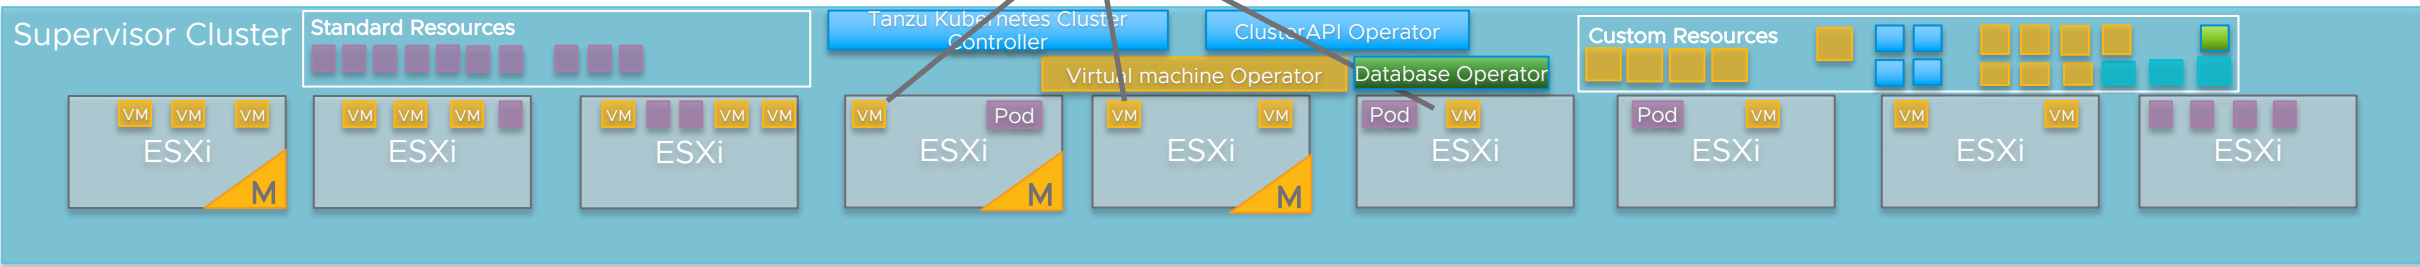 Supervisor Cluster
Standard Resources
Tanzu Kubernetes Cluster
Controller
ClusterAPI Operator
Virtual machine Operator
Database Operator
Custom Resources
VM VM VM
ESXi
M
VM VM VM
ESXi
VM VM VM
ESXi
VM Pod
ESXi
M
VM VM
ESXi
M
Pod VM
ESXi
Pod VM
ESXi
VM VM
ESXi
ESXi